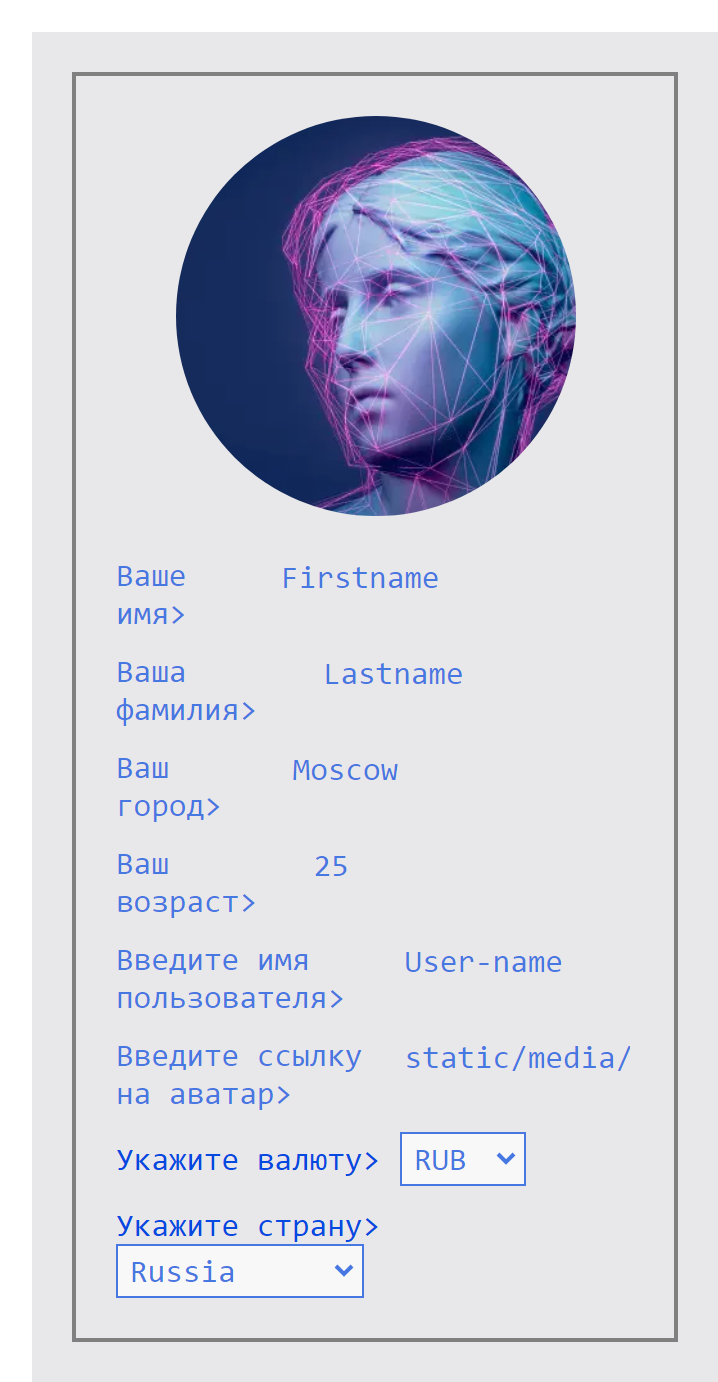 Ваше Firstname
имя>
Ваша Lastname
фамилия>
Ваш Moscow
город>
Ваш 25
возраст>
Введите имя User-name
пользователя>
Введите ссылку static/media/
на аватар>
Укажите валюту> RUB
Укажите страну>
Russia